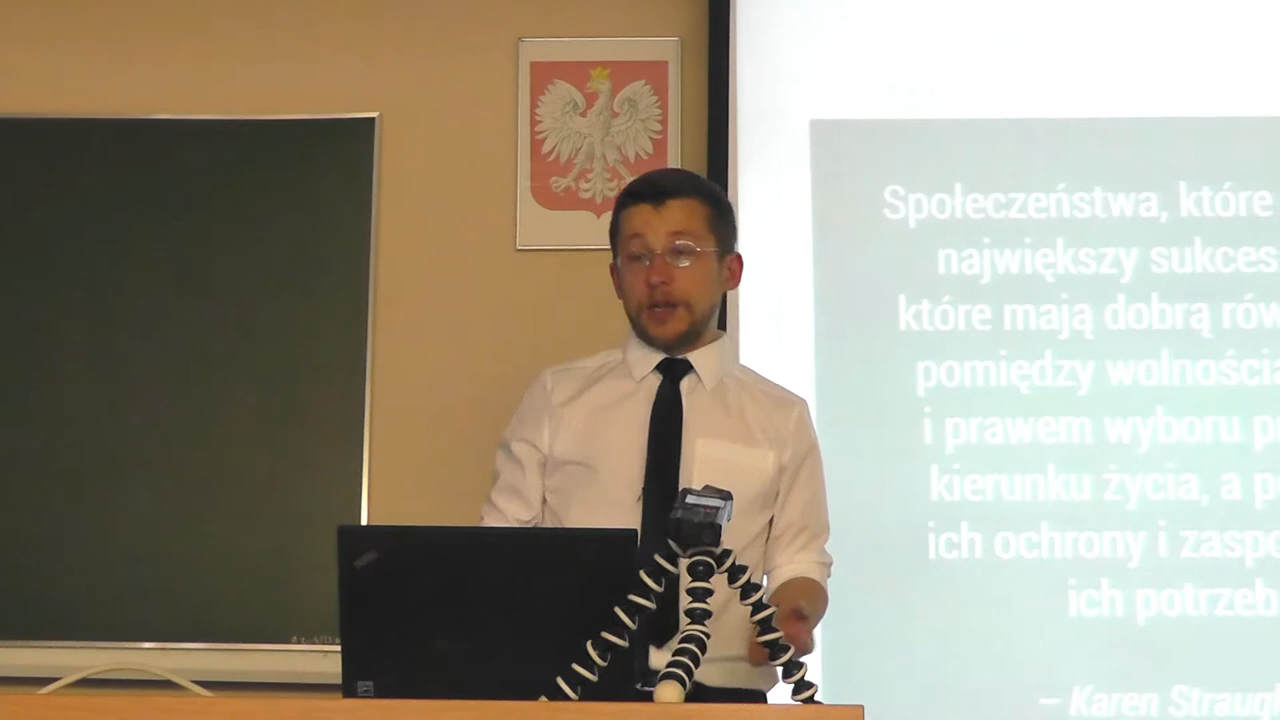 Społeczeństwa, które
największy sukces
które mają dobrą rów
pomiędzy wolnością
i prawem wyboru p
kierunku życia, a p
ich ochrony i zaspo
ich potrzeb
– Karen Straug